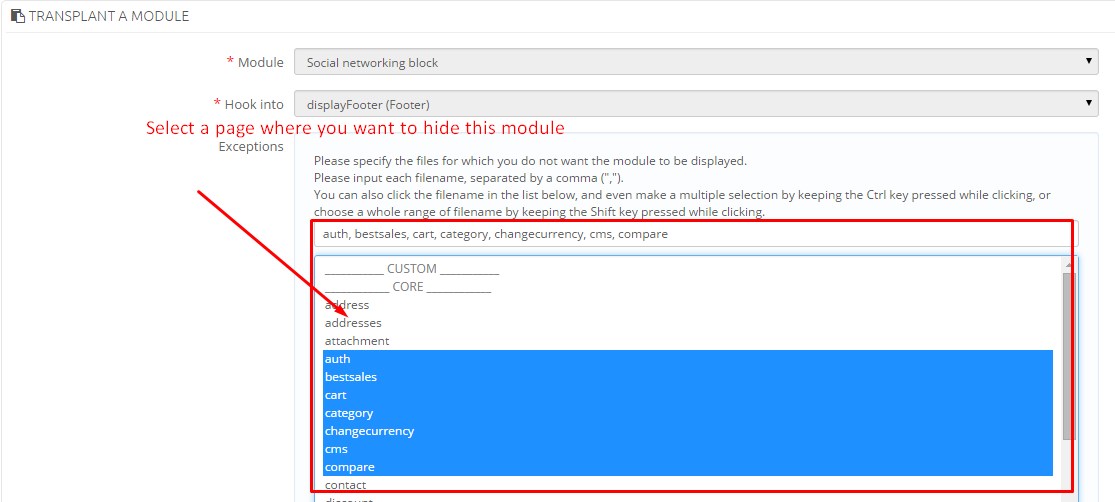 TRANSPLANT A MODULE
* Module
Social networking block
* Hook into
displayFooter (Footer)
Select a page where you want to hide this module
Exceptions
Please specify the files for which you do not want the module to be displayed.
Please input each filename, separated by a comma (",").
You can also click the filename in the list below, and even make a multiple selection by keeping the Ctrl key pressed while clicking, or
choose a whole range of filename by keeping the Shift key pressed while clicking.
auth, bestsales, cart, category, changecurrency, cms, compare
___________ CUSTOM ___________
____________ CORE ____________
address
addresses
attachment
auth
bestsales
cart
category
changecurrency
cms
compare
contact
discount